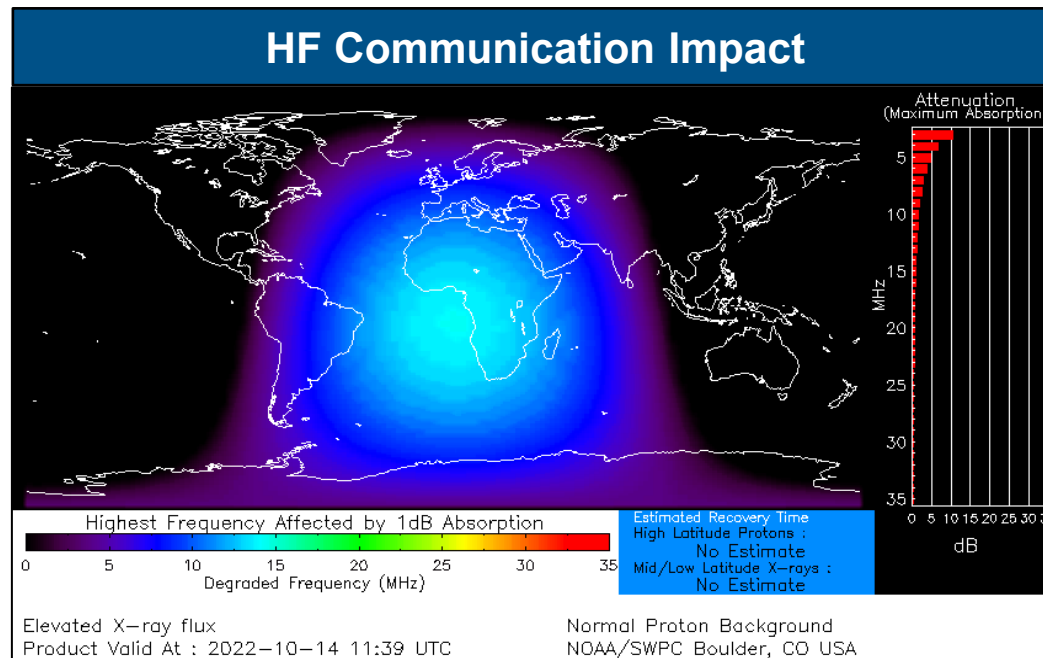 HF Communication Impact
Attenuation
(Maximum Absorption
5
10
15
20
25
30
35
MHz
0 5 10 15 20 25 30
dB
Highest Frequency Affected by 1dB Absorption
0 5 10 15 20 25 30 35
Degraded Frequency (MHz)
Estimated Recovery Time
High Latitude Protons :
No Estimate
Mid/Low Latitude X-rays :
No Estimate
Elevated X-ray flux
Normal Proton Background
Product Valid At : 2022-10-14 11:39 UTC
NOAA/SWPC Boulder, CO USA